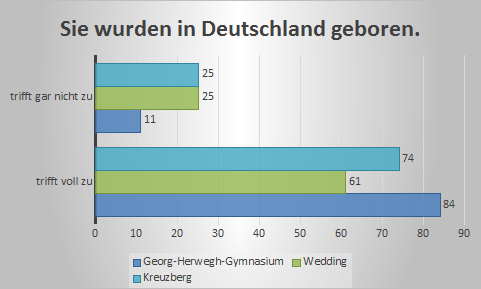 Sie wurden in Deutschland geboren.
trifft gar nicht zu
25
25
11
trifft voll zu
74
61
84
0 10 20 30 40 50 60 70 80 90
Georg-Herwegh-Gymnasium Wedding
Kreuzberg